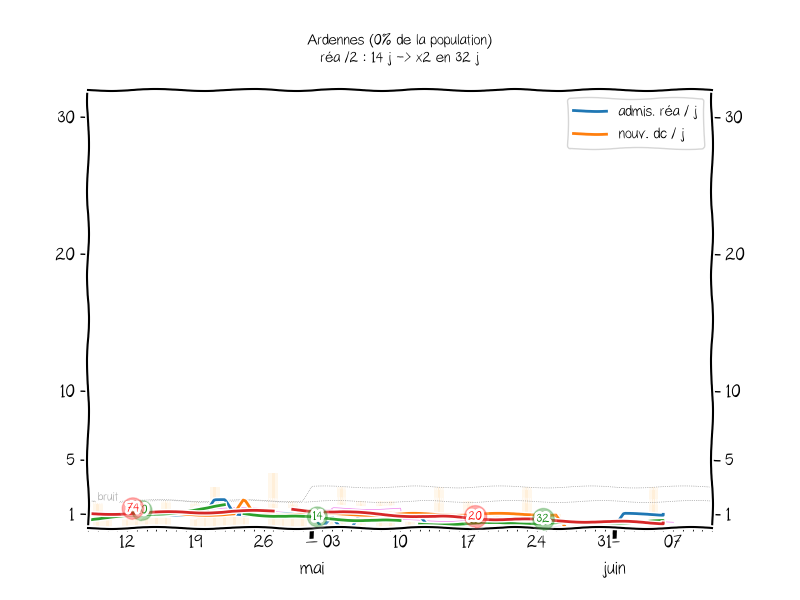 Ardennes (0% de la population)
réa /2 : 14 j -> x2 en 32 j
admis. réa / j
nouv. dc / j
30 30
20 20
10 10
5 5
bruit
1 1
74 0 14 20 32
12 19 26 03 10 17 24 31 07
mai juin